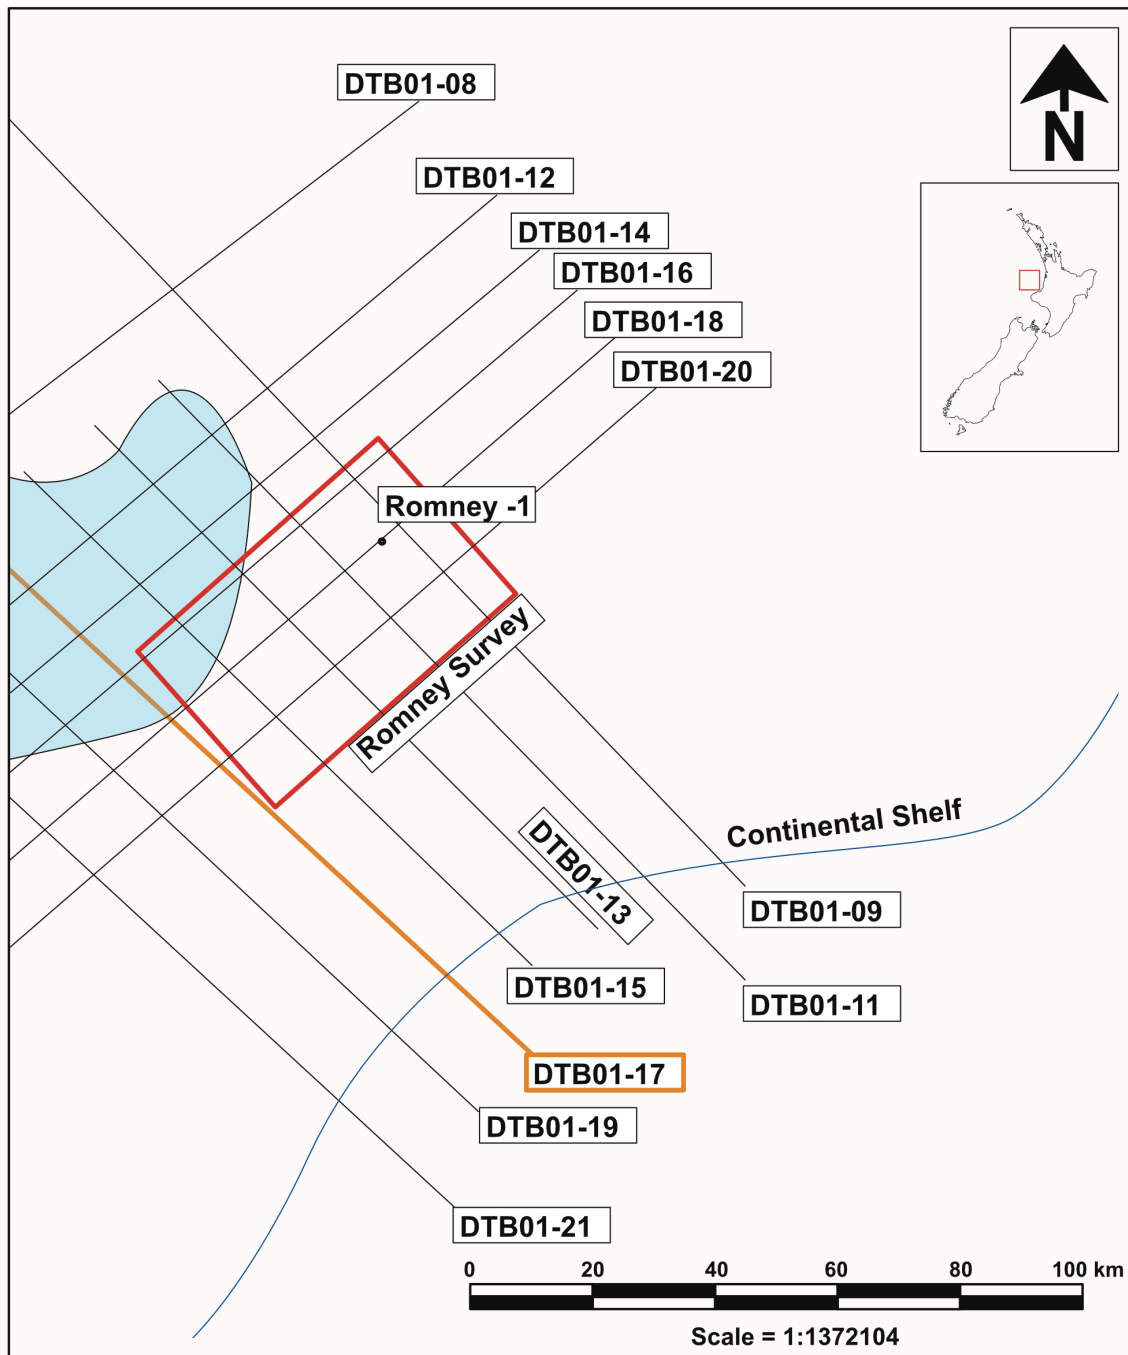 DTB01-08
N
DTB01-12
DTB01-14
DTB01-16
DTB01-18
DTB01-20
Romney -1
Romney Survey
Continental Shelf
DTB01-13
DTB01-09
DTB01-15
DTB01-11
DTB01-17
DTB01-19
DTB01-21
0 20 40 60 80 100 km
Scale = 1:1372104